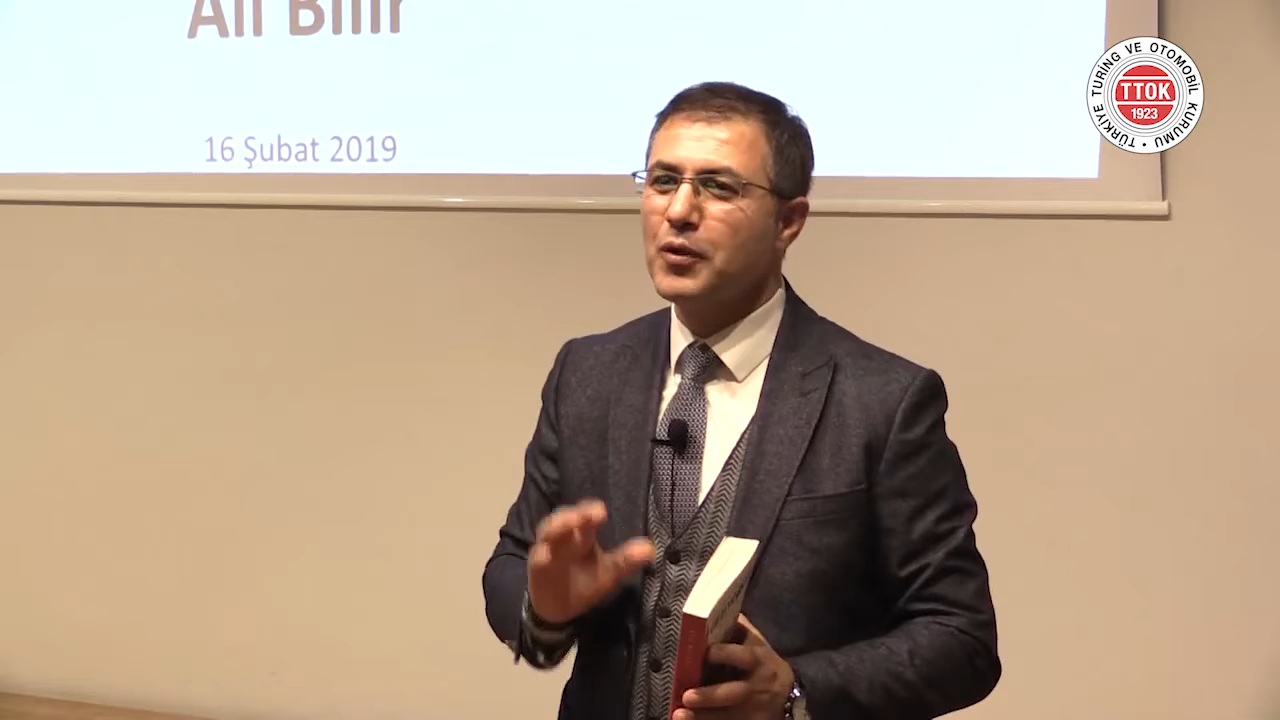 Ali Bilir
16 Şubat 2019
TÜRKİYE TURİNG VE OTOMOBİL KURUMU
TTOK
1923